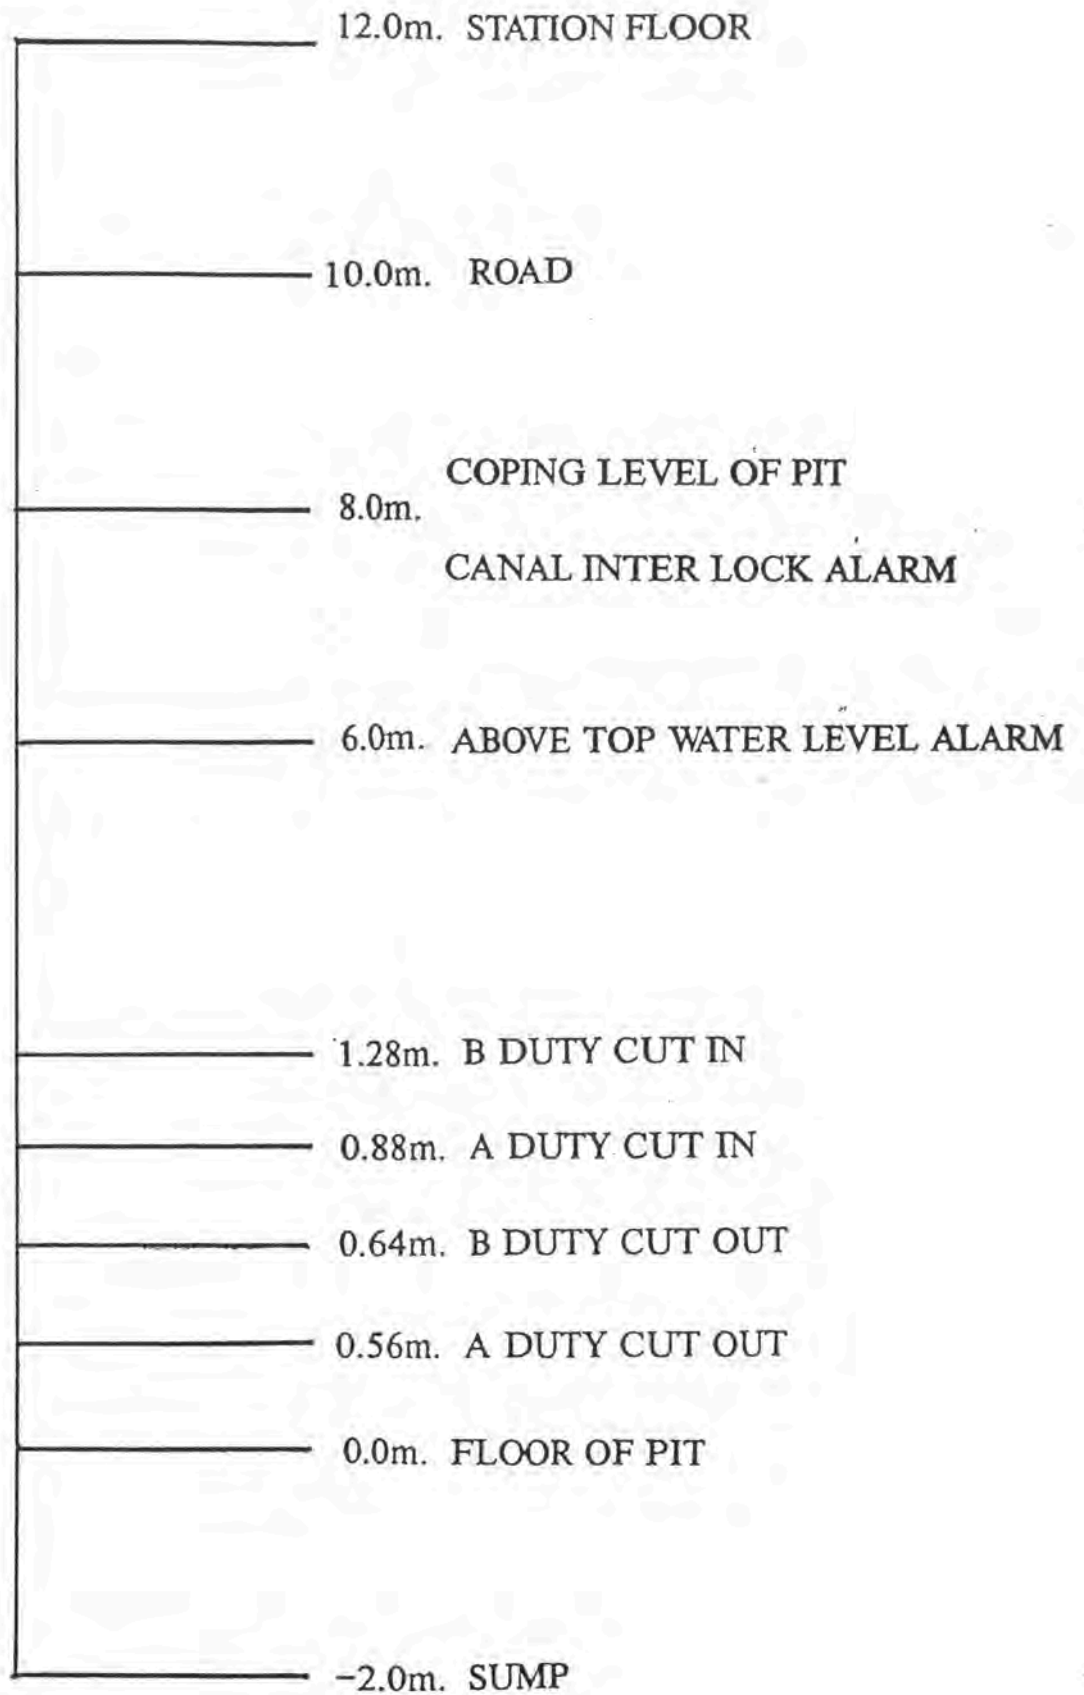 12.0m. STATION FLOOR
10.0m. ROAD
COPING LEVEL OF PIT
8.0m.
CANAL INTER LOCK ALARM
6.0m. ABOVE TOP WATER LEVEL ALARM
1.28m. B DUTY CUT IN
0.88m. A DUTY CUT IN
0.64m. B DUTY CUT OUT
0.56m. A DUTY CUT OUT
0.0m. FLOOR OF PIT
-2.0m. SUMP